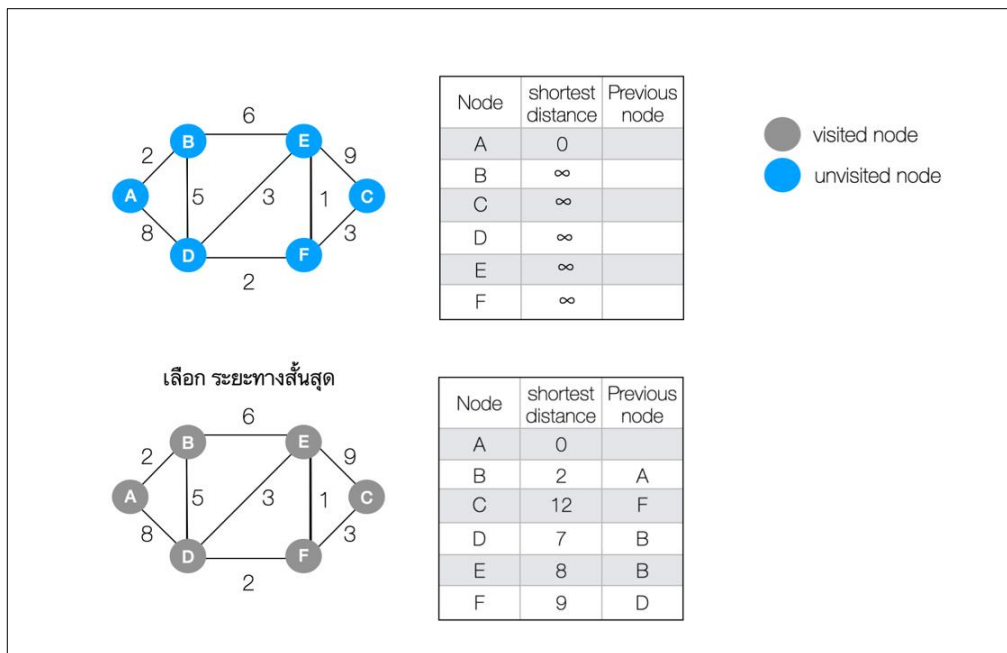 6
B
E
2
9
A
5
3
1
C
8
3
D
F
2
Node shortest distance Previous node
A 0
B ∞
C ∞
D ∞
E ∞
F ∞
visited node
unvisited node
เลือก ระยะทางสั้นสุด
6
B
E
2
9
A
5
3
1
C
8
3
D
F
2
Node shortest distance Previous node
A 0
B 2 A
C 12 F
D 7 B
E 8 B
F 9 D